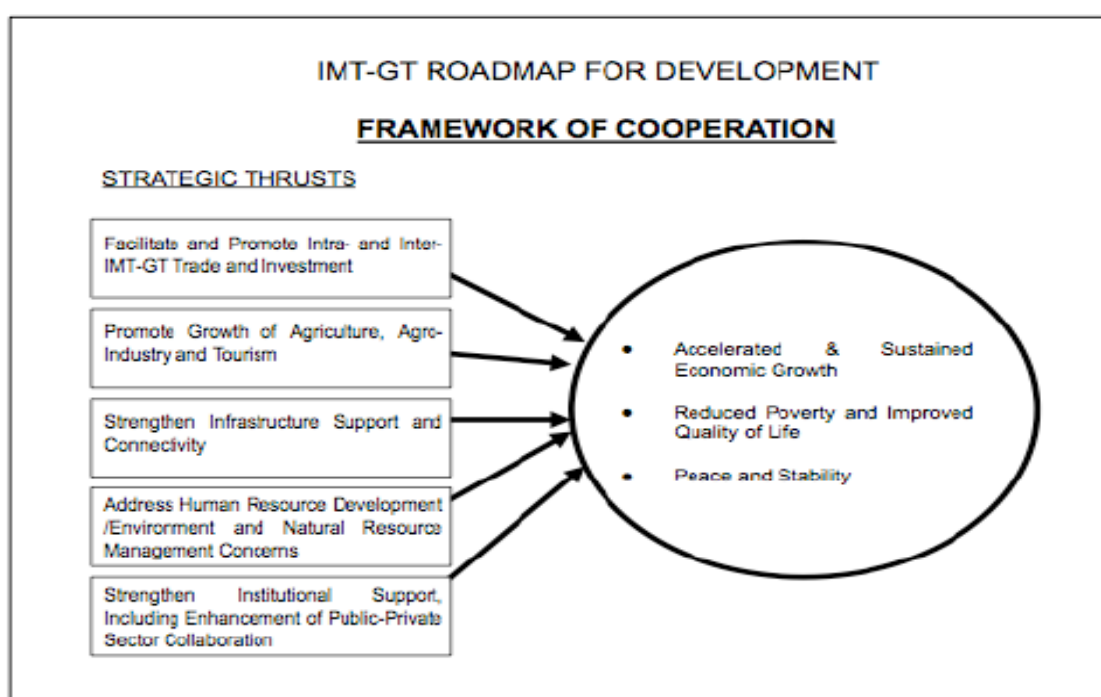 IMT-GT ROADMAP FOR DEVELOPMENT
FRAMEWORK OF COOPERATION
STRATEGIC THRUSTS
Facilitate and Promote Intra- and Inter-
IMT-GT Trade and Investment
Promote Growth of Agriculture, Agro-
Industry and Tourism
Strengthen Infrastructure Support and
Connectivity
Address Human Resource Development
/Environment and Natural Resource
Management Concerns
Strengthen Institutional Support,
Including Enhancement of Public-Private
Sector Collaboration
• Accelerated & Sustained
Economic Growth
• Reduced Poverty and Improved
Quality of Life
• Peace and Stability